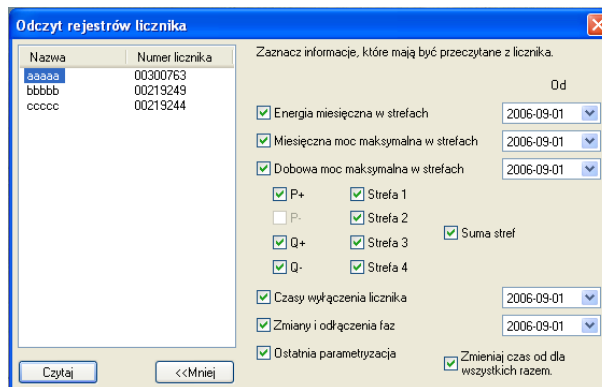 Odczyt rejestrów licznika
Nazwa Numer licznika
aaaaa 00300763
bbbbb 00219249
ccccc 00219244
Zaznacz informacje, które mają być przeczytane z licznika.
Od
Energia miesięczna w strefach 2006-09-01
Miesięczna moc maksymalna w strefach 2006-09-01
Dobowa moc maksymalna w strefach 2006-09-01
P+ Strefa 1
P- Strefa 2
Suma stref
Q+ Strefa 3
Q- Strefa 4
Czasy wyłączenia licznika 2006-09-01
Zmiany i odłączenia faz 2006-09-01
Ostatnia parametryzacja
Zmieniaj czas od dla
wszystkich razem.
Czytaj <<Mniej